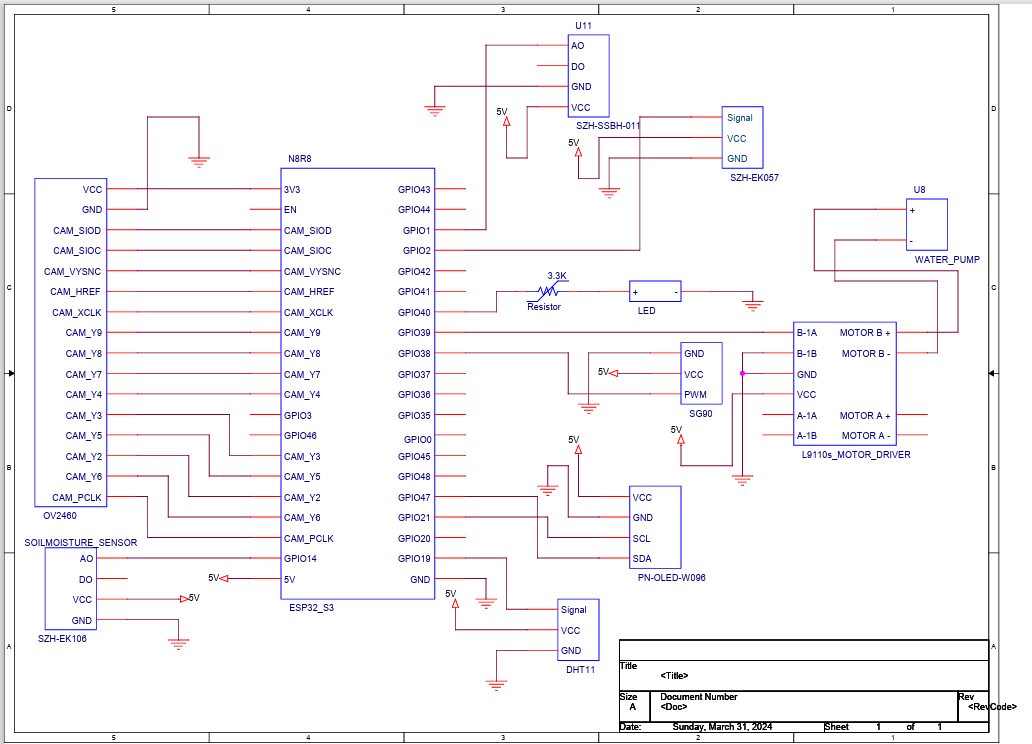 5 4 3 2 1
D
C
B
A
D
C
B
A
U11
AO
DO
GND
VCC
SZH-SSBH-011
5V
5V
Signal
VCC
GND
SZH-EK057
U8
+
-
WATER_PUMP
VCC
GND
CAM_SIOD
CAM_SIOC
CAM_VYSNC
CAM_HREF
CAM_XCLK
CAM_Y9
CAM_Y8
CAM_Y7
CAM_Y4
CAM_Y3
CAM_Y5
CAM_Y2
CAM_Y6
CAM_PCLK
OV2460
N8R8
3V3
EN
CAM_SIOD
CAM_SIOC
CAM_VYSNC
CAM_HREF
CAM_XCLK
CAM_Y9
CAM_Y8
CAM_Y7
CAM_Y4
GPIO3
GPIO46
CAM_Y3
CAM_Y5
CAM_Y2
CAM_Y6
CAM_PCLK
GPIO14
5V
GPIO43
GPIO44
GPIO1
GPIO2
GPIO42
GPIO41
GPIO40
GPIO39
GPIO38
GPIO37
GPIO36
GPIO35
GPIO0
GPIO45
GPIO48
GPIO47
GPIO21
GPIO20
GPIO19
GND
ESP32_S3
3.3K
Resistor
+ -
LED
GND
VCC
PWM
SG90
5V
B-1A
B-1B
GND
VCC
A-1A
A-1B
MOTOR B +
MOTOR B -
MOTOR A +
MOTOR A -
L9110s_MOTOR_DRIVER
5V
5V
VCC
GND
SCL
SDA
PN-OLED-W096
SOILMOISTURE_SENSOR
AO
DO
VCC
GND
SZH-EK106
5V
5V
5V
Signal
VCC
GND
DHT11
Title
<Title>
Size
A
Document Number
<Doc>
Rev
<RevCode>
Date: Sunday, March 31, 2024 Sheet 1 of 1
5 4 3 2 1